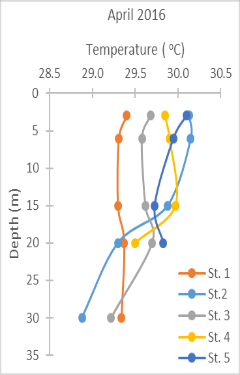 April 2016
Temperature ( ºC)
28.5 29.0 29.5 30.0 30.5
0
5
10
15
20
25
30
35
Depth (m)
St. 1
St.2
St. 3
St. 4
St. 5